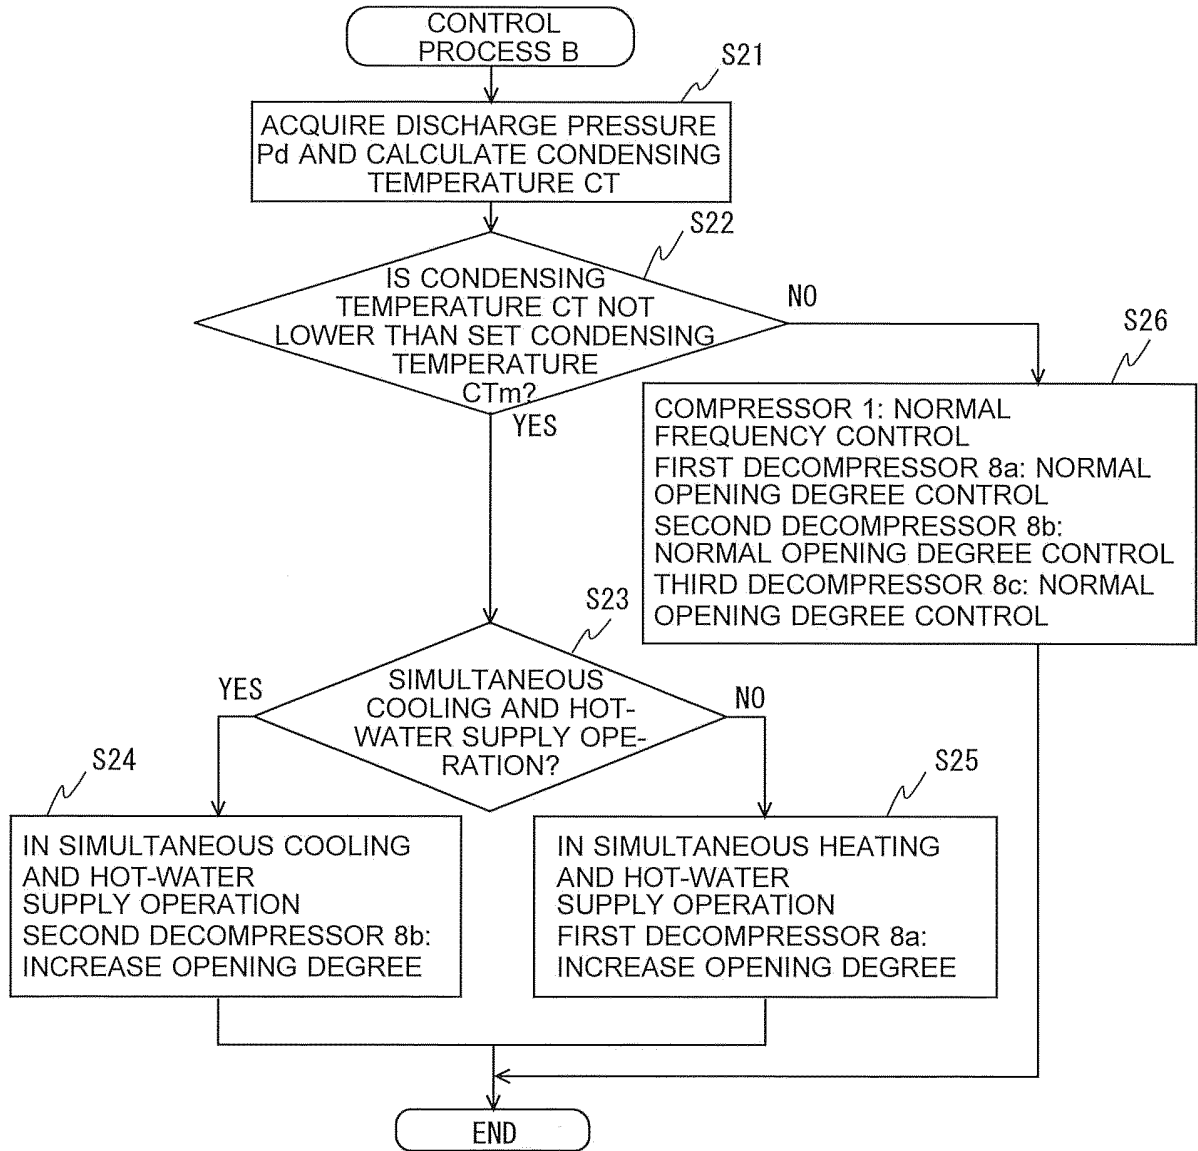 CONTROL
PROCESS B
S21
ACQUIRE DISCHARGE PRESSURE
Pd AND CALCULATE CONDENSING
TEMPERATURE CT
S22
IS CONDENSING
TEMPERATURE CT NOT
LOWER THAN SET CONDENSING
TEMPERATURE
CTm?
NO
YES
S26
COMPRESSOR 1: NORMAL
FREQUENCY CONTROL
FIRST DECOMPRESSOR 8a: NORMAL
OPENING DEGREE CONTROL
SECOND DECOMPRESSOR 8b:
NORMAL OPENING DEGREE CONTROL
THIRD DECOMPRESSOR 8c: NORMAL
OPENING DEGREE CONTROL
S23
SIMULTANEOUS
COOLING AND HOT-
WATER SUPPLY OPE-
RATION?
YES
NO
S24
IN SIMULTANEOUS COOLING
AND HOT-WATER
SUPPLY OPERATION
SECOND DECOMPRESSOR 8b:
INCREASE OPENING DEGREE
S25
IN SIMULTANEOUS HEATING
AND HOT-WATER
SUPPLY OPERATION
FIRST DECOMPRESSOR 8a:
INCREASE OPENING DEGREE
END